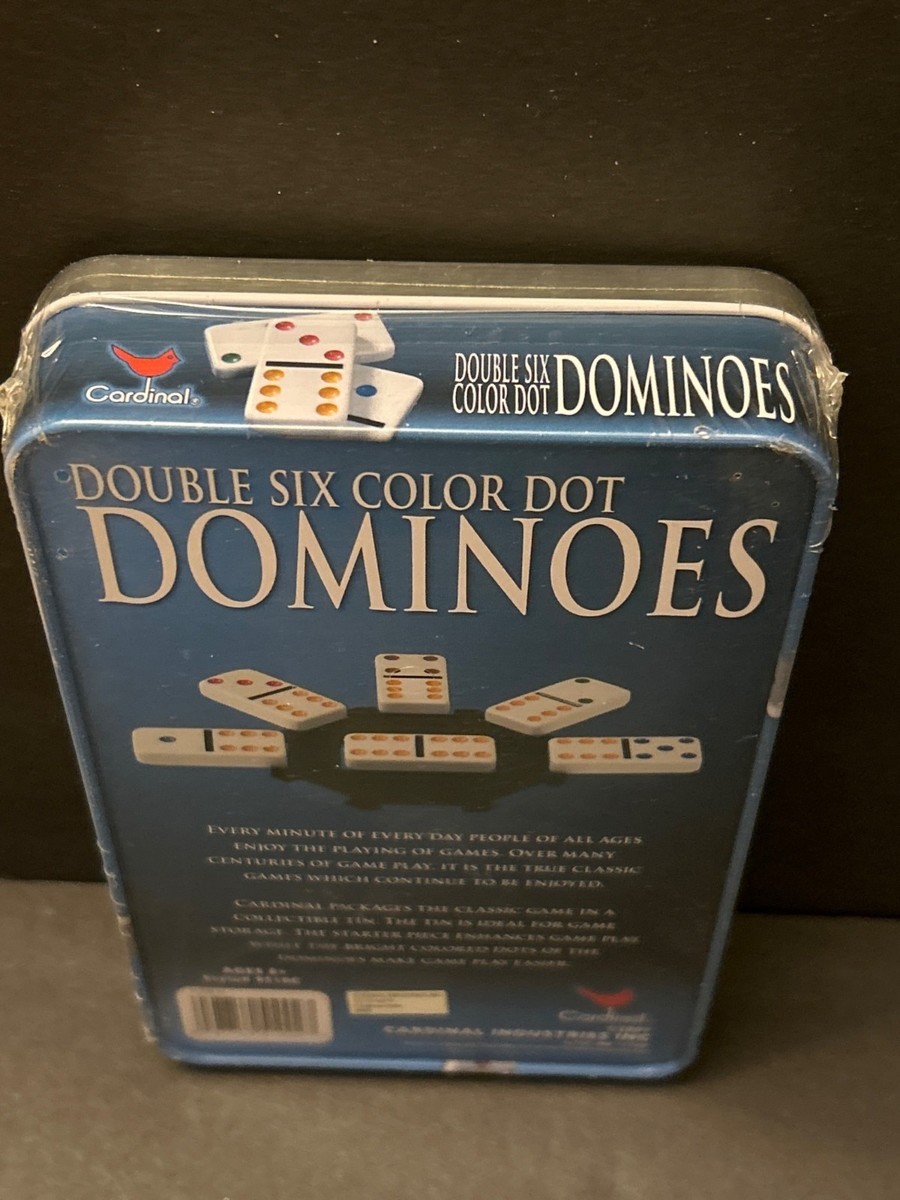 Cardinal
DOUBLE SIX
COLOR DOT
DOMINOES
DOUBLE SIX COLOR DOT
DOMINOES
EVERY MINUTE OF EVERY DAY PEOPLE OF ALL AGES
ENJOY THE PLAYING OF GAMES. OVER MANY
CENTURIES OF GAME PLAY, IT IS THE TRUE CLASSIC
GAMES WHICH CONTINUE TO BE ENJOYED.
CARDINAL PACKAGES THE CLASSIC GAME IN A
COLLECTIBLE TIN. THE TIN IS IDEAL FOR GAME
STORAGE. THE STARTER PIECE ENHANCES GAME PLAY
WHILE THE BRIGHT COLORED DOTS OF THE
DOMINOES MAKE GAME PLAY EASIER.
Cardinal
CARDINAL INDUSTRIES INC